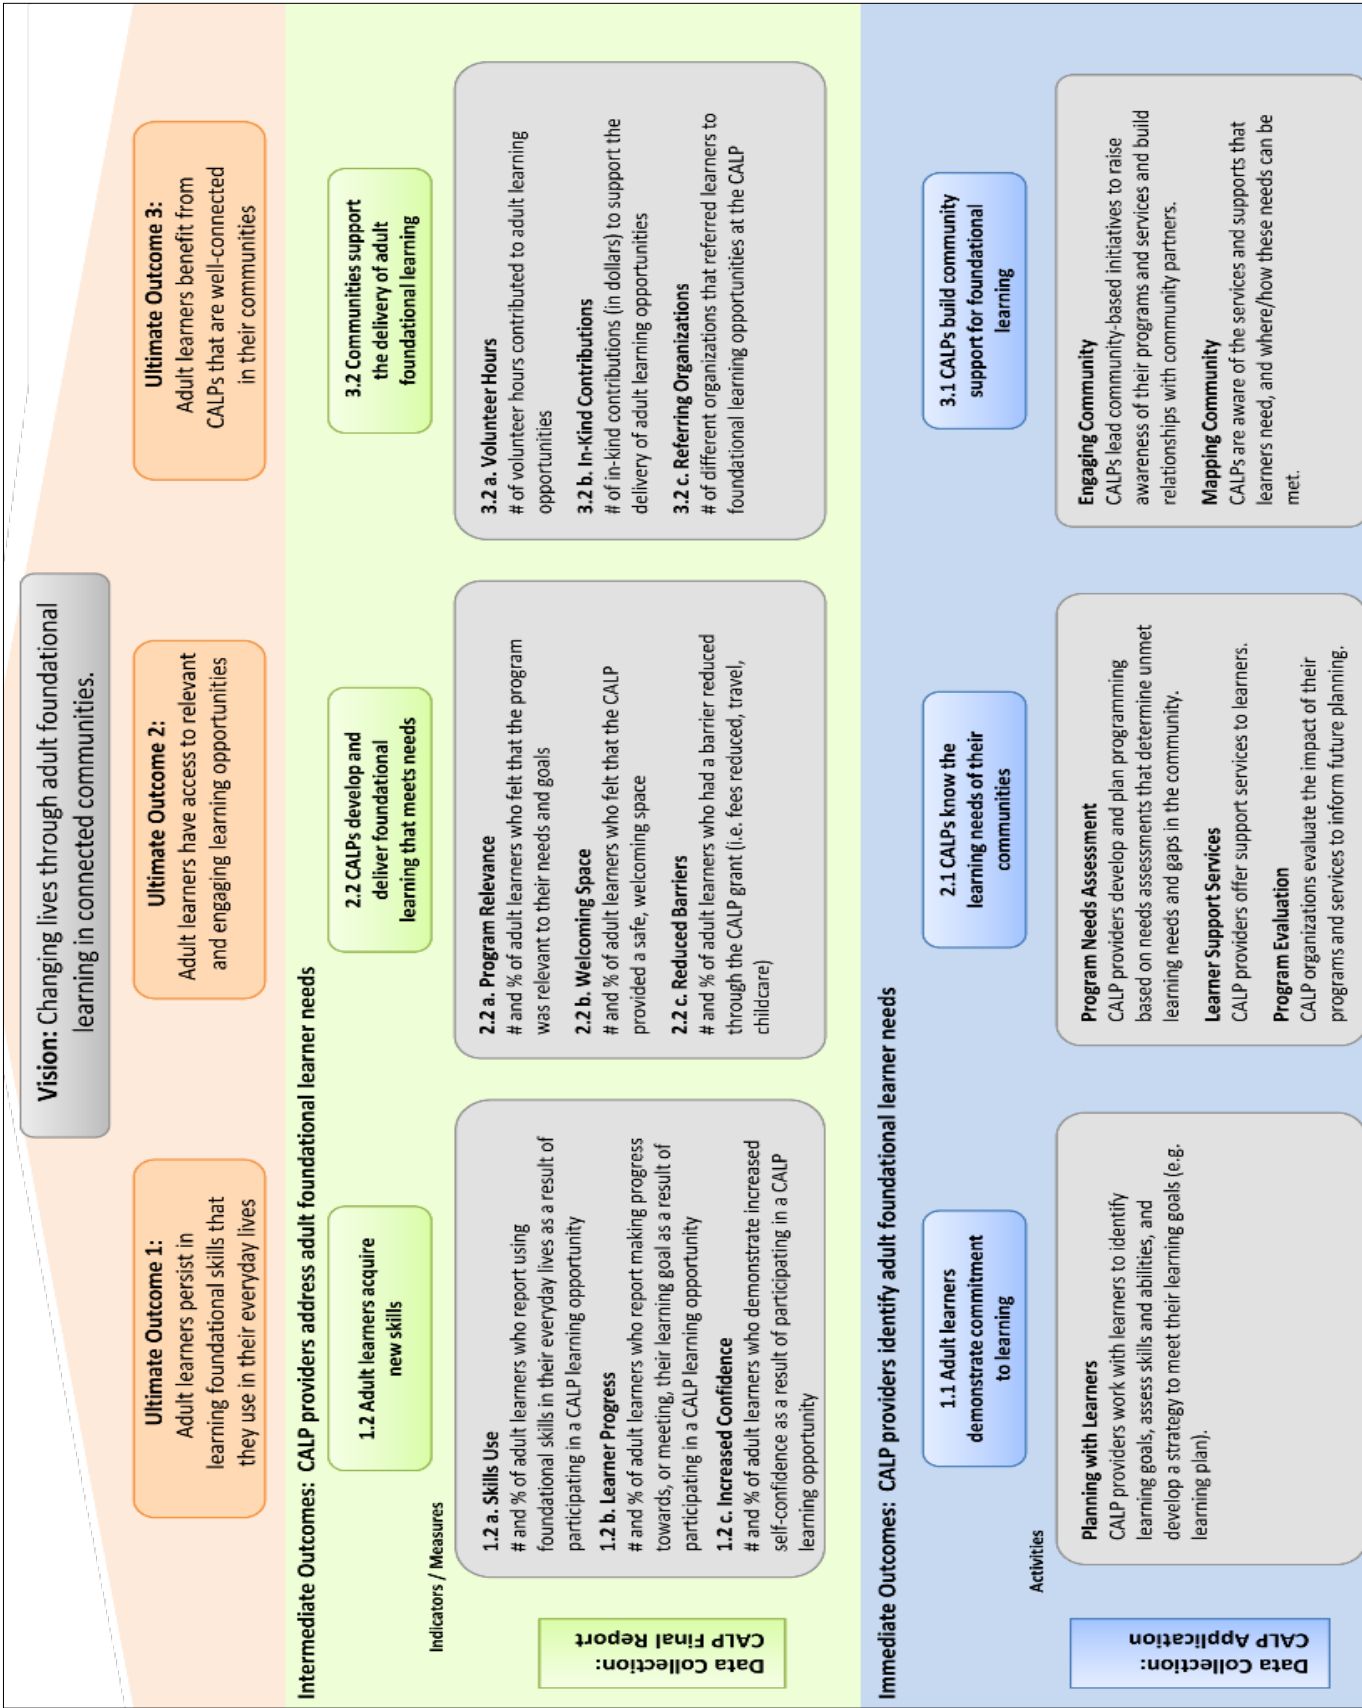 Vision: Changing lives through adult foundational
learning in connected communities.
Ultimate Outcome 1:
Adult learners persist in
learning foundational skills that
they use in their everyday lives
Ultimate Outcome 2:
Adult learners have access to relevant
and engaging learning opportunities
Ultimate Outcome 3:
Adult learners benefit from
CALPs that are well-connected
in their communities
Intermediate Outcomes: CALP providers address adult foundational learner needs
1.2 Adult learners acquire
new skills
2.2 CALPs develop and
deliver foundational
learning that meets needs
3.2 Communities support
the delivery of adult
foundational learning
Indicators / Measures
Data Collection:
CALP Final Report
1.2 a. Skills Use
# and % of adult learners who report using
foundational skills in their everyday lives as a result of
participating in a CALP learning opportunity
1.2 b. Learner Progress
# and % of adult learners who report making progress
towards, or meeting, their learning goal as a result of
participating in a CALP learning opportunity
1.2 c. Increased Confidence
# and % of adult learners who demonstrate increased
self-confidence as a result of participating in a CALP
learning opportunity
2.2 a. Program Relevance
# and % of adult learners who felt that the program
was relevant to their needs and goals
2.2 b. Welcoming Space
# and % of adult learners who felt that the CALP
provided a safe, welcoming space
2.2 c. Reduced Barriers
# and % of adult learners who had a barrier reduced
through the CALP grant (i.e. fees reduced, travel,
childcare)
3.2 a. Volunteer Hours
# of volunteer hours contributed to adult learning
opportunities
3.2 b. In-Kind Contributions
# of in-kind contributions (in dollars) to support the
delivery of adult learning opportunities
3.2 c. Referring Organizations
# of different organizations that referred learners to
foundational learning opportunities at the CALP
Immediate Outcomes: CALP providers identify adult foundational learner needs
1.1 Adult learners
demonstrate commitment
to learning
2.1 CALPs know the
learning needs of their
communities
3.1 CALPs build community
support for foundational
learning
Activities
Data Collection:
CALP Application
Planning with Learners
CALP providers work with learners to identify
learning goals, assess skills and abilities, and
develop a strategy to meet their learning goals (e.g.
learning plan).
Program Needs Assessment
CALP providers develop and plan programming
based on needs assessments that determine unmet
learning needs and gaps in the community.
Learner Support Services
CALP providers offer support services to learners.
Program Evaluation
CALP organizations evaluate the impact of their
programs and services to inform future planning.
Engaging Community
CALPs lead community-based initiatives to raise
awareness of their programs and services and build
relationships with community partners.
Mapping Community
CALPs are aware of the services and supports that
learners need, and where/how these needs can be
met.